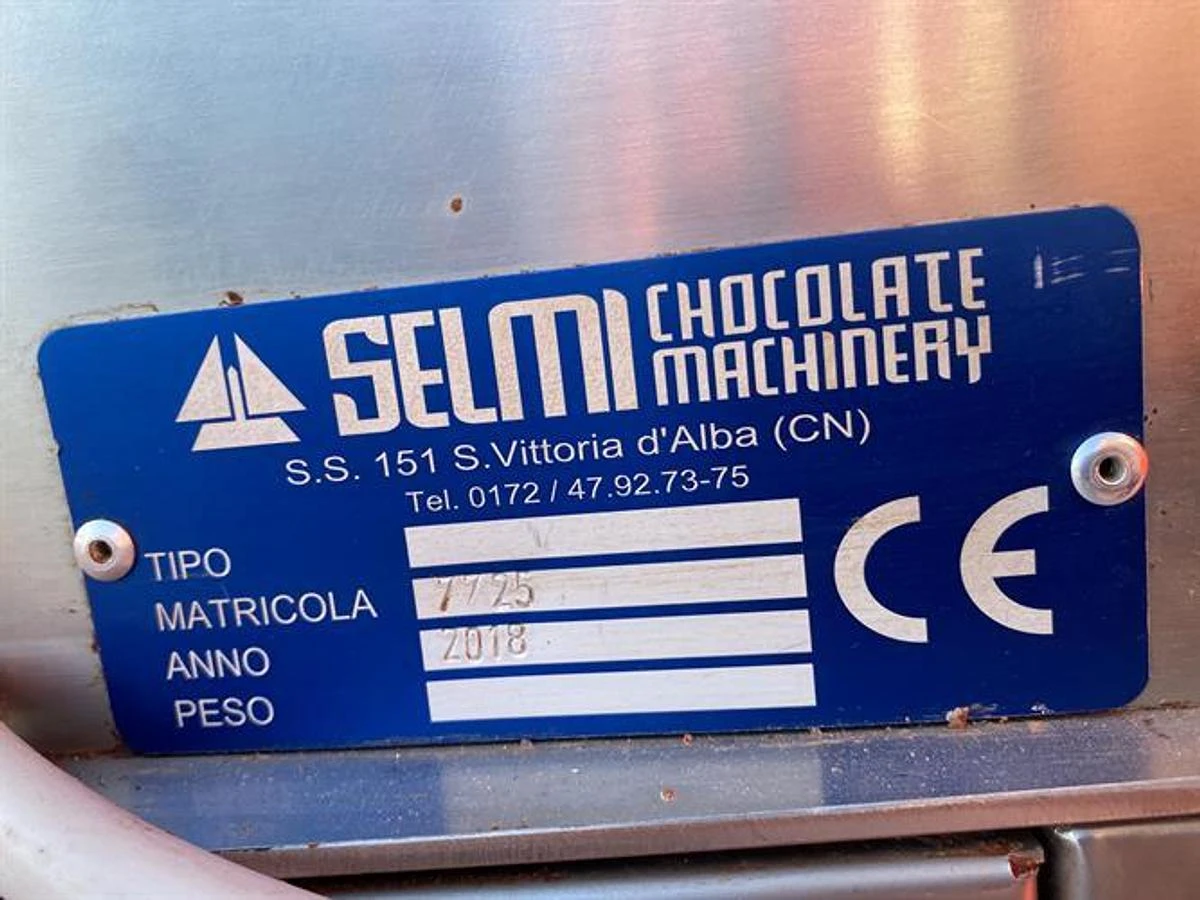 SELMI CHOCOLATE MACHINERY
S.S. 151 S.Vittoria d'Alba (CN)
Tel. 0172 / 47.92.73-75
TIPO V
MATRICOLA 7725
ANNO 2018
PESO
CE